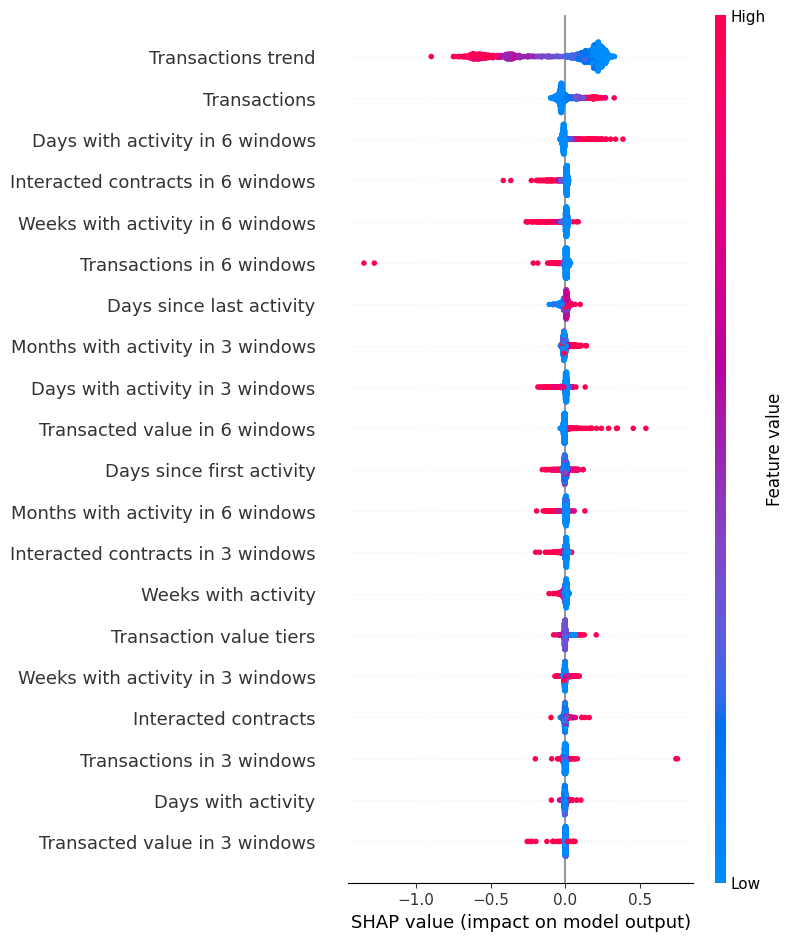 High
Transactions trend
Transactions
Days with activity in 6 windows
Interacted contracts in 6 windows
Weeks with activity in 6 windows
Transactions in 6 windows
Days since last activity
Months with activity in 3 windows
Days with activity in 3 windows
Transacted value in 6 windows
Days since first activity
Months with activity in 6 windows
Interacted contracts in 3 windows
Weeks with activity
Transaction value tiers
Weeks with activity in 3 windows
Interacted contracts
Transactions in 3 windows
Days with activity
Transacted value in 3 windows
Feature value
Low
−1.0 −0.5 0.0 0.5
SHAP value (impact on model output)